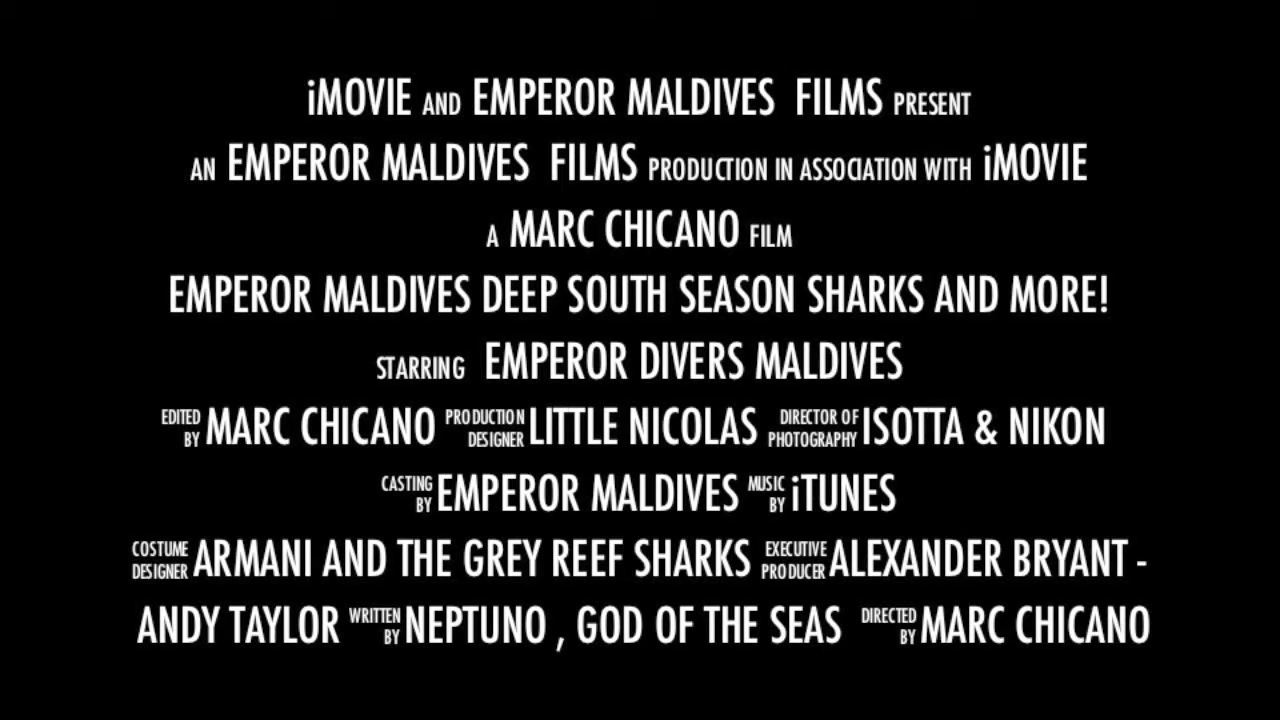 iMOVIE AND EMPEROR MALDIVES FILMS PRESENT
AN EMPEROR MALDIVES FILMS PRODUCTION IN ASSOCIATION WITH iMOVIE
A MARC CHICANO FILM
EMPEROR MALDIVES DEEP SOUTH SEASON SHARKS AND MORE!
STARRING EMPEROR DIVERS MALDIVES
EDITED BY MARC CHICANO PRODUCTION DESIGNER LITTLE NICOLAS DIRECTOR OF PHOTOGRAPHY ISOTTA & NIKON
CASTING BY EMPEROR MALDIVES MUSIC BY iTUNES
COSTUME DESIGNER ARMANI AND THE GREY REEF SHARKS EXECUTIVE PRODUCER ALEXANDER BRYANT -
ANDY TAYLOR WRITTEN BY NEPTUNO , GOD OF THE SEAS DIRECTED BY MARC CHICANO